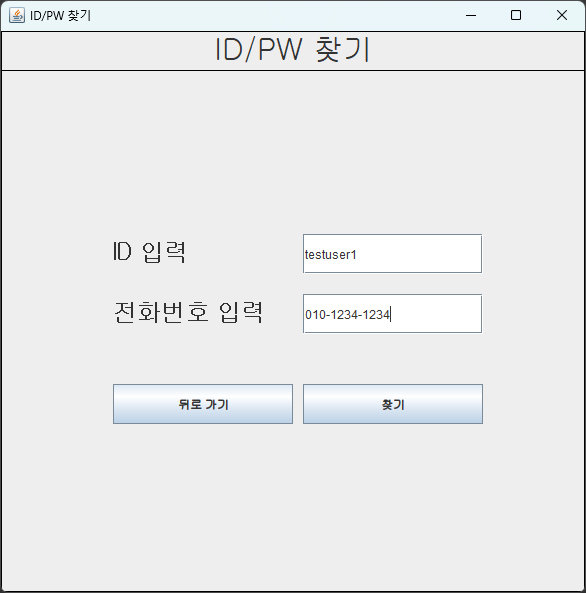 ID/PW 찾기
ID/PW 찾기
ID 입력
testuser1
전화번호 입력
010-1234-1234
뒤로 가기
찾기